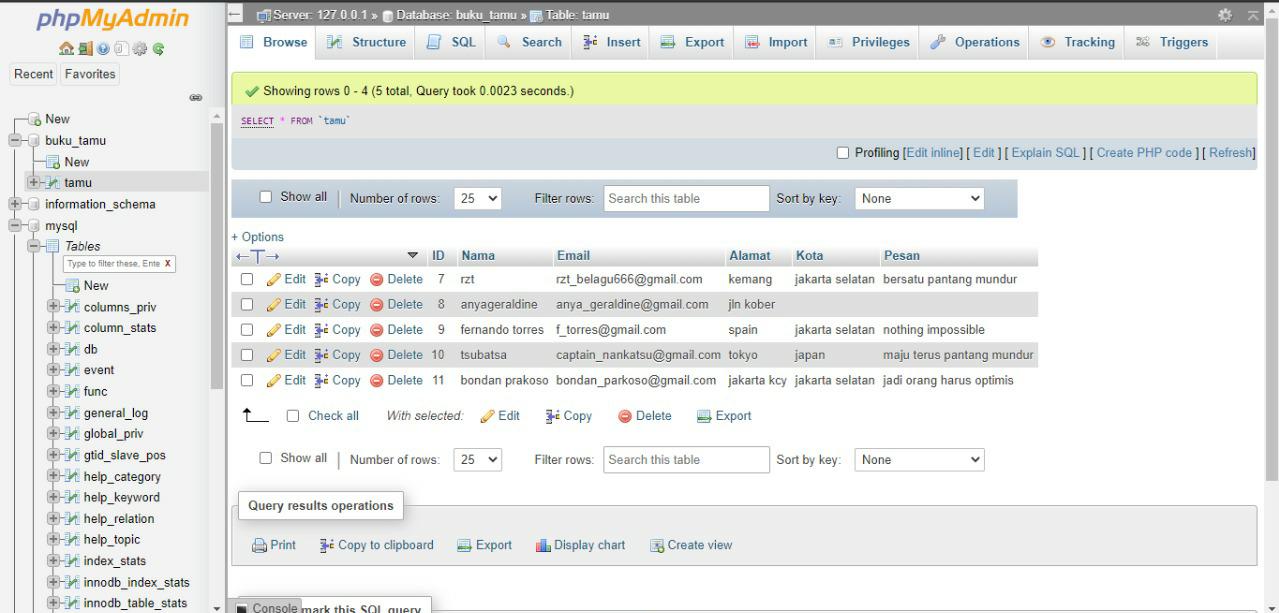 phpMyAdmin
Recent Favorites
New
buku_tamu
New
tamu
information_schema
mysql
Tables
Type to filter these, Ente X
New
columns_priv
column_stats
db
event
func
general_log
global_priv
gtid_slave_pos
help_category
help_keyword
help_relation
help_topic
index_stats
innodb_index_stats
innodb_table_stats
Server: 127.0.0.1 » Database: buku_tamu » Table: tamu
Browse Structure SQL Search Insert Export Import Privileges Operations Tracking Triggers
Showing rows 0 - 4 (5 total, Query took 0.0023 seconds.)
SELECT * FROM `tamu`
Profiling [Edit inline] [ Edit ] [ Explain SQL ] [ Create PHP code ] [ Refresh]
Show all Number of rows: 25 Filter rows: Search this table Sort by key: None
+ Options
ID Nama Email Alamat Kota Pesan
Edit Copy Delete 7 rzt rzt_belagu666@gmail.com kemang jakarta selatan bersatu pantang mundur
Edit Copy Delete 8 anyageraldine anya_geraldine@gmail.com jln kober
Edit Copy Delete 9 fernando torres f_torres@gmail.com spain jakarta selatan nothing impossible
Edit Copy Delete 10 tsubatsa captain_nankatsu@gmail.com tokyo japan maju terus pantang mundur
Edit Copy Delete 11 bondan prakoso bondan_parkoso@gmail.com jakarta kcy jakarta selatan jadi orang harus optimis
Check all With selected: Edit Copy Delete Export
Show all Number of rows: 25 Filter rows: Search this table Sort by key: None
Query results operations
Print Copy to clipboard Export Display chart Create view
Console mark this SQL query